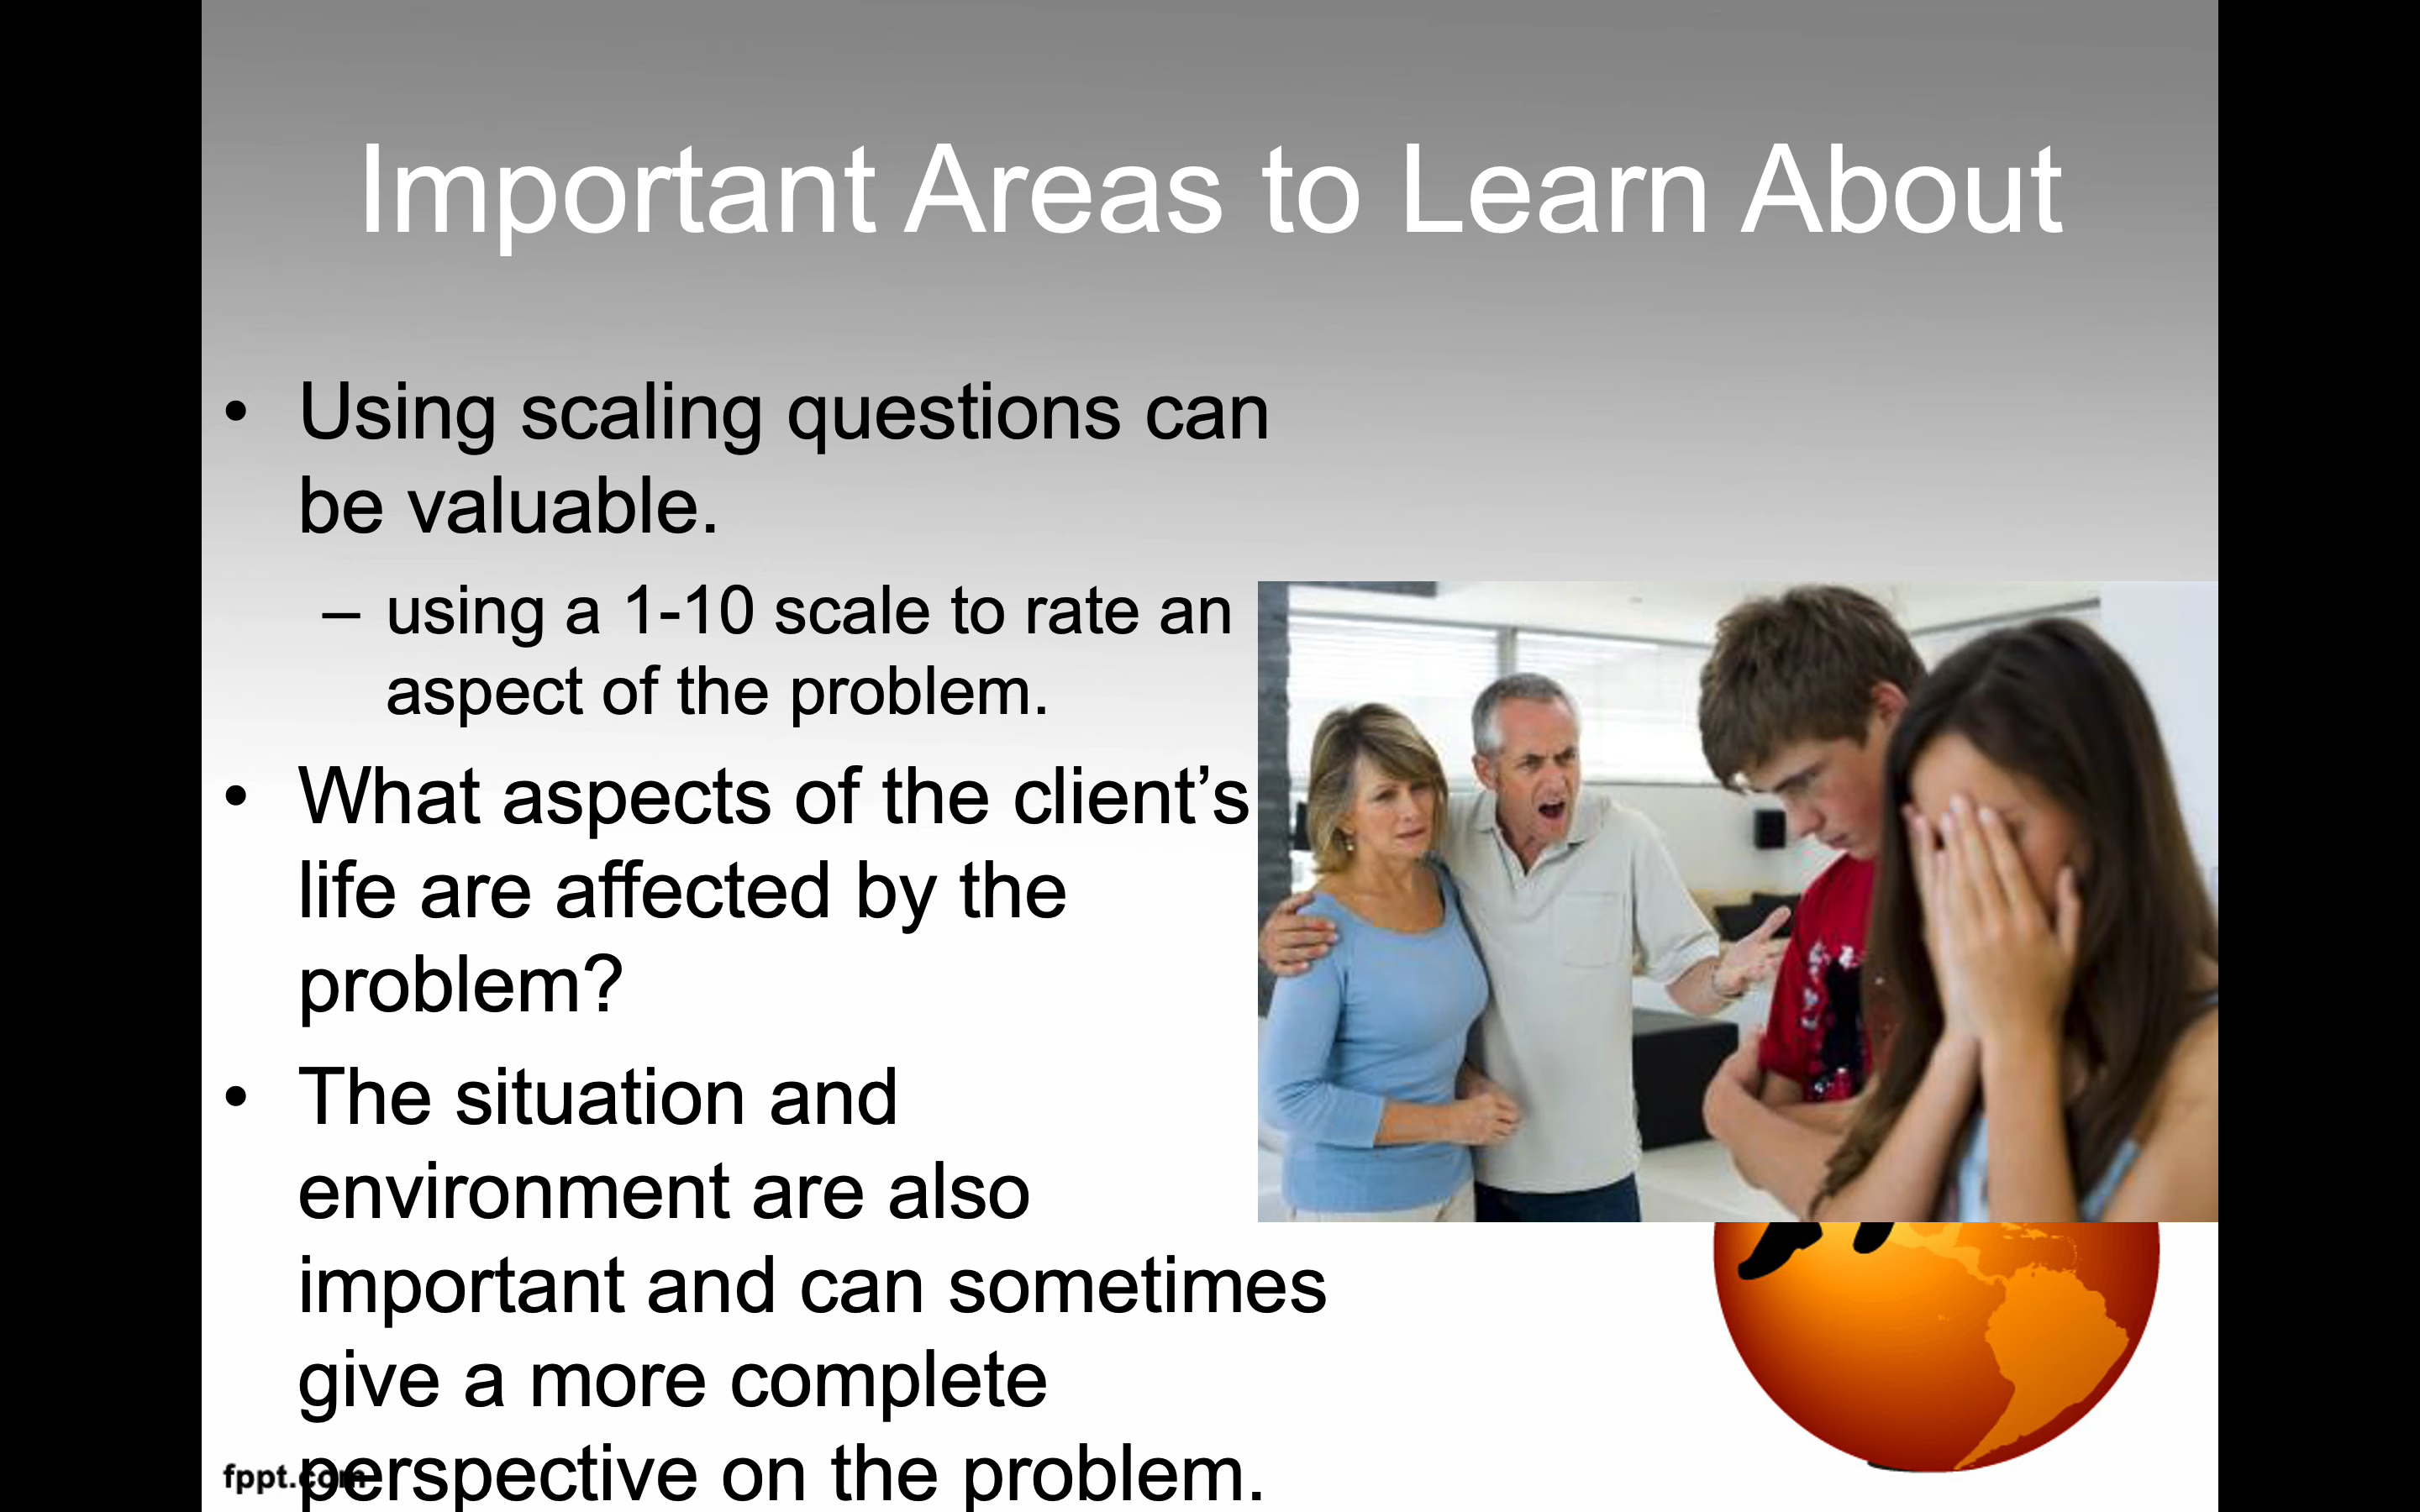 Important Areas to Learn About
• Using scaling questions can
be valuable.
– using a 1-10 scale to rate an
aspect of the problem.
• What aspects of the client’s
life are affected by the
problem?
• The situation and
environment are also
important and can sometimes
give a more complete
perspective on the problem.
fppt.com